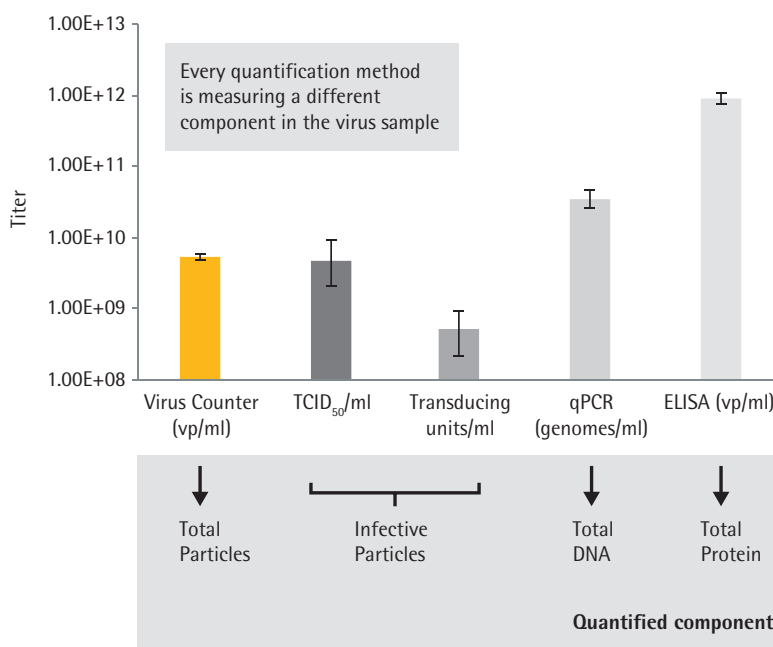 1.00E+13
Every quantification method
is measuring a different
component in the virus sample
1.00E+12
1.00E+11
1.00E+10
1.00E+09
1.00E+08
Titer
Virus Counter
(vp/ml)
TCID₅₀/ml
Transducing
units/ml
qPCR
(genomes/ml)
ELISA (vp/ml)
Total
Particles
Infective
Particles
Total
DNA
Total
Protein
Quantified component